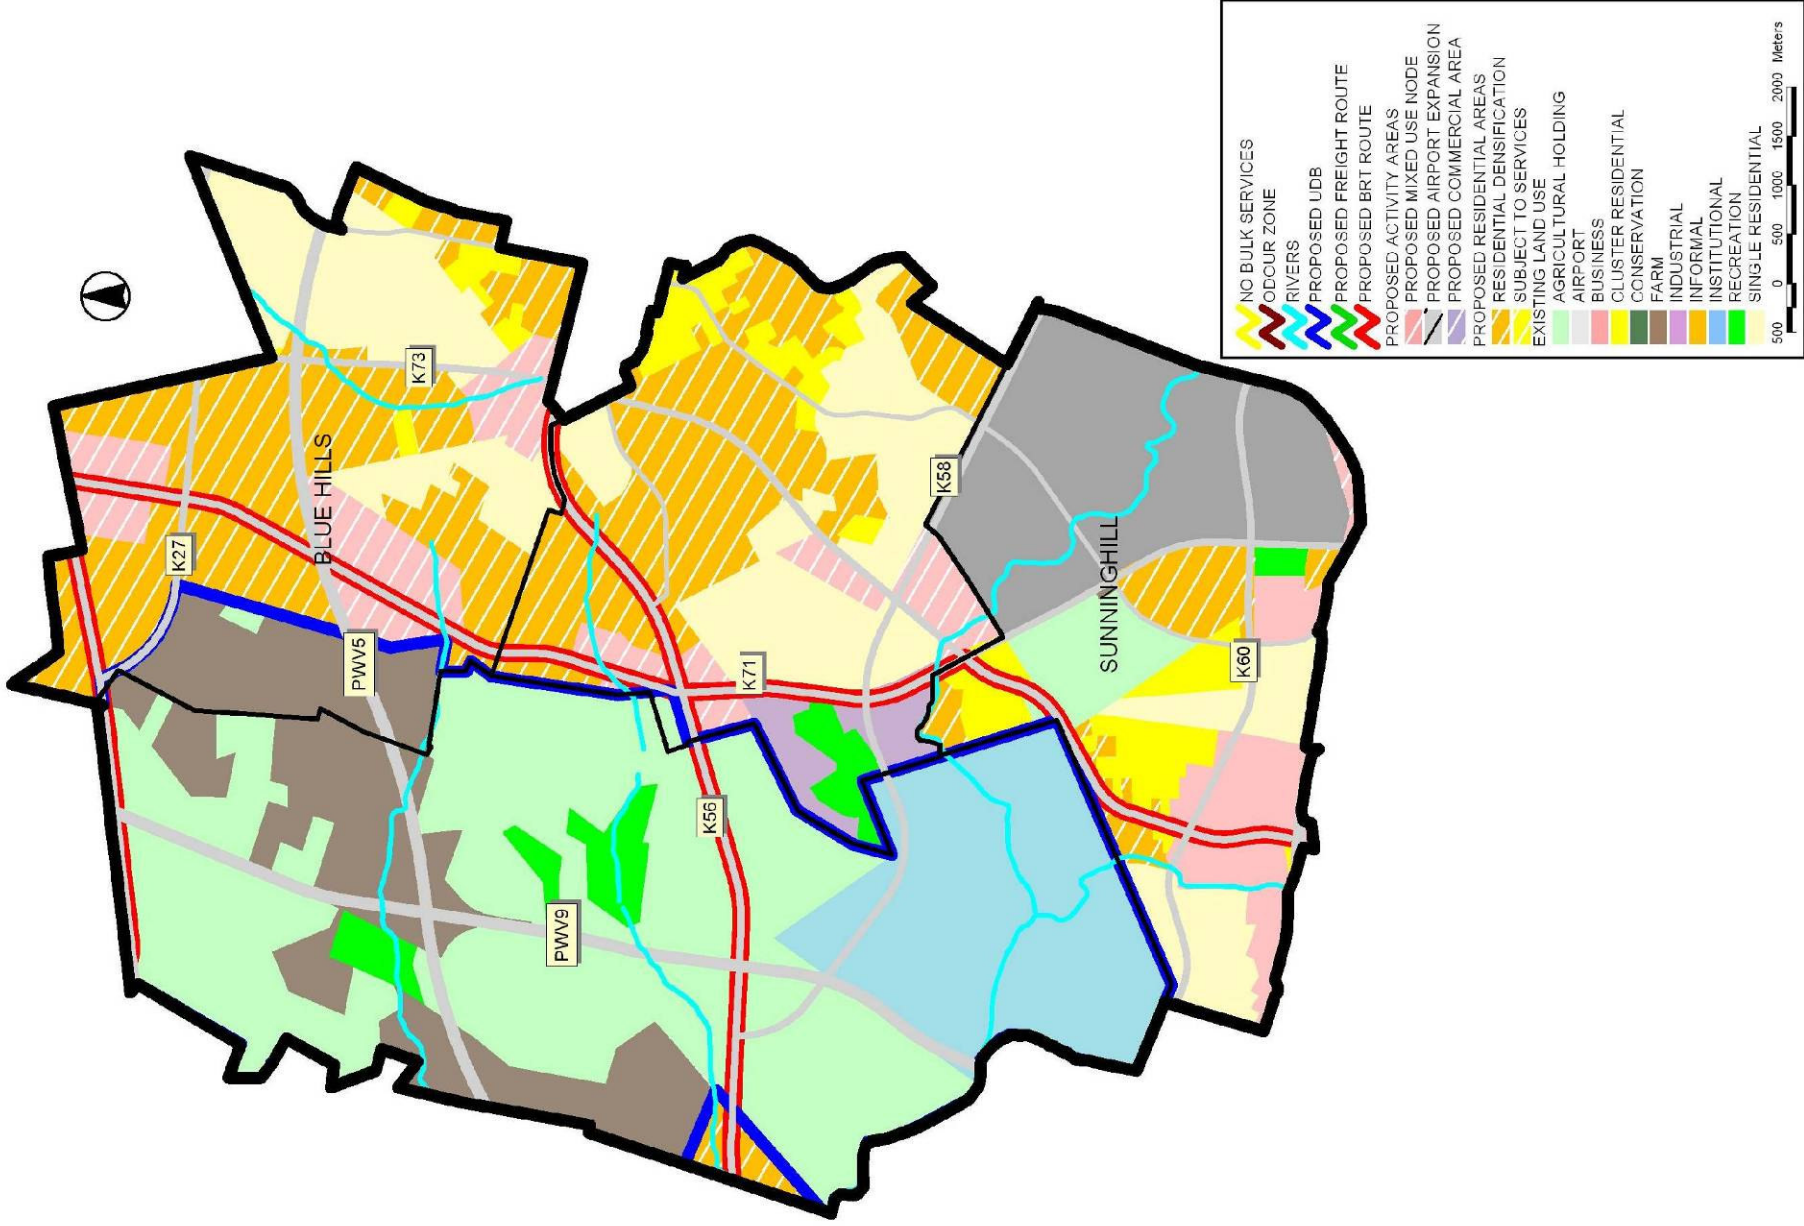 K27
BLUE HILLS
K73
PWV5
K71
K58
K56
PWV9
SUNNINGHILL
K60
NO BULK SERVICES
ODOUR ZONE
RIVERS
PROPOSED UDB
PROPOSED FREIGHT ROUTE
PROPOSED BRT ROUTE
PROPOSED ACTIVITY AREAS
PROPOSED MIXED USE NODE
PROPOSED AIRPORT EXPANSION
PROPOSED COMMERCIAL AREA
PROPOSED RESIDENTIAL AREAS
RESIDENTIAL DENSIFICATION
SUBJECT TO SERVICES
EXISTING LAND USE
AGRICULTURAL HOLDING
AIRPORT
BUSINESS
CLUSTER RESIDENTIAL
CONSERVATION
FARM
INDUSTRIAL
INFORMAL
INSTITUTIONAL
RECREATION
SINGLE RESIDENTIAL
500 0 500 1000 1500 2000 Meters